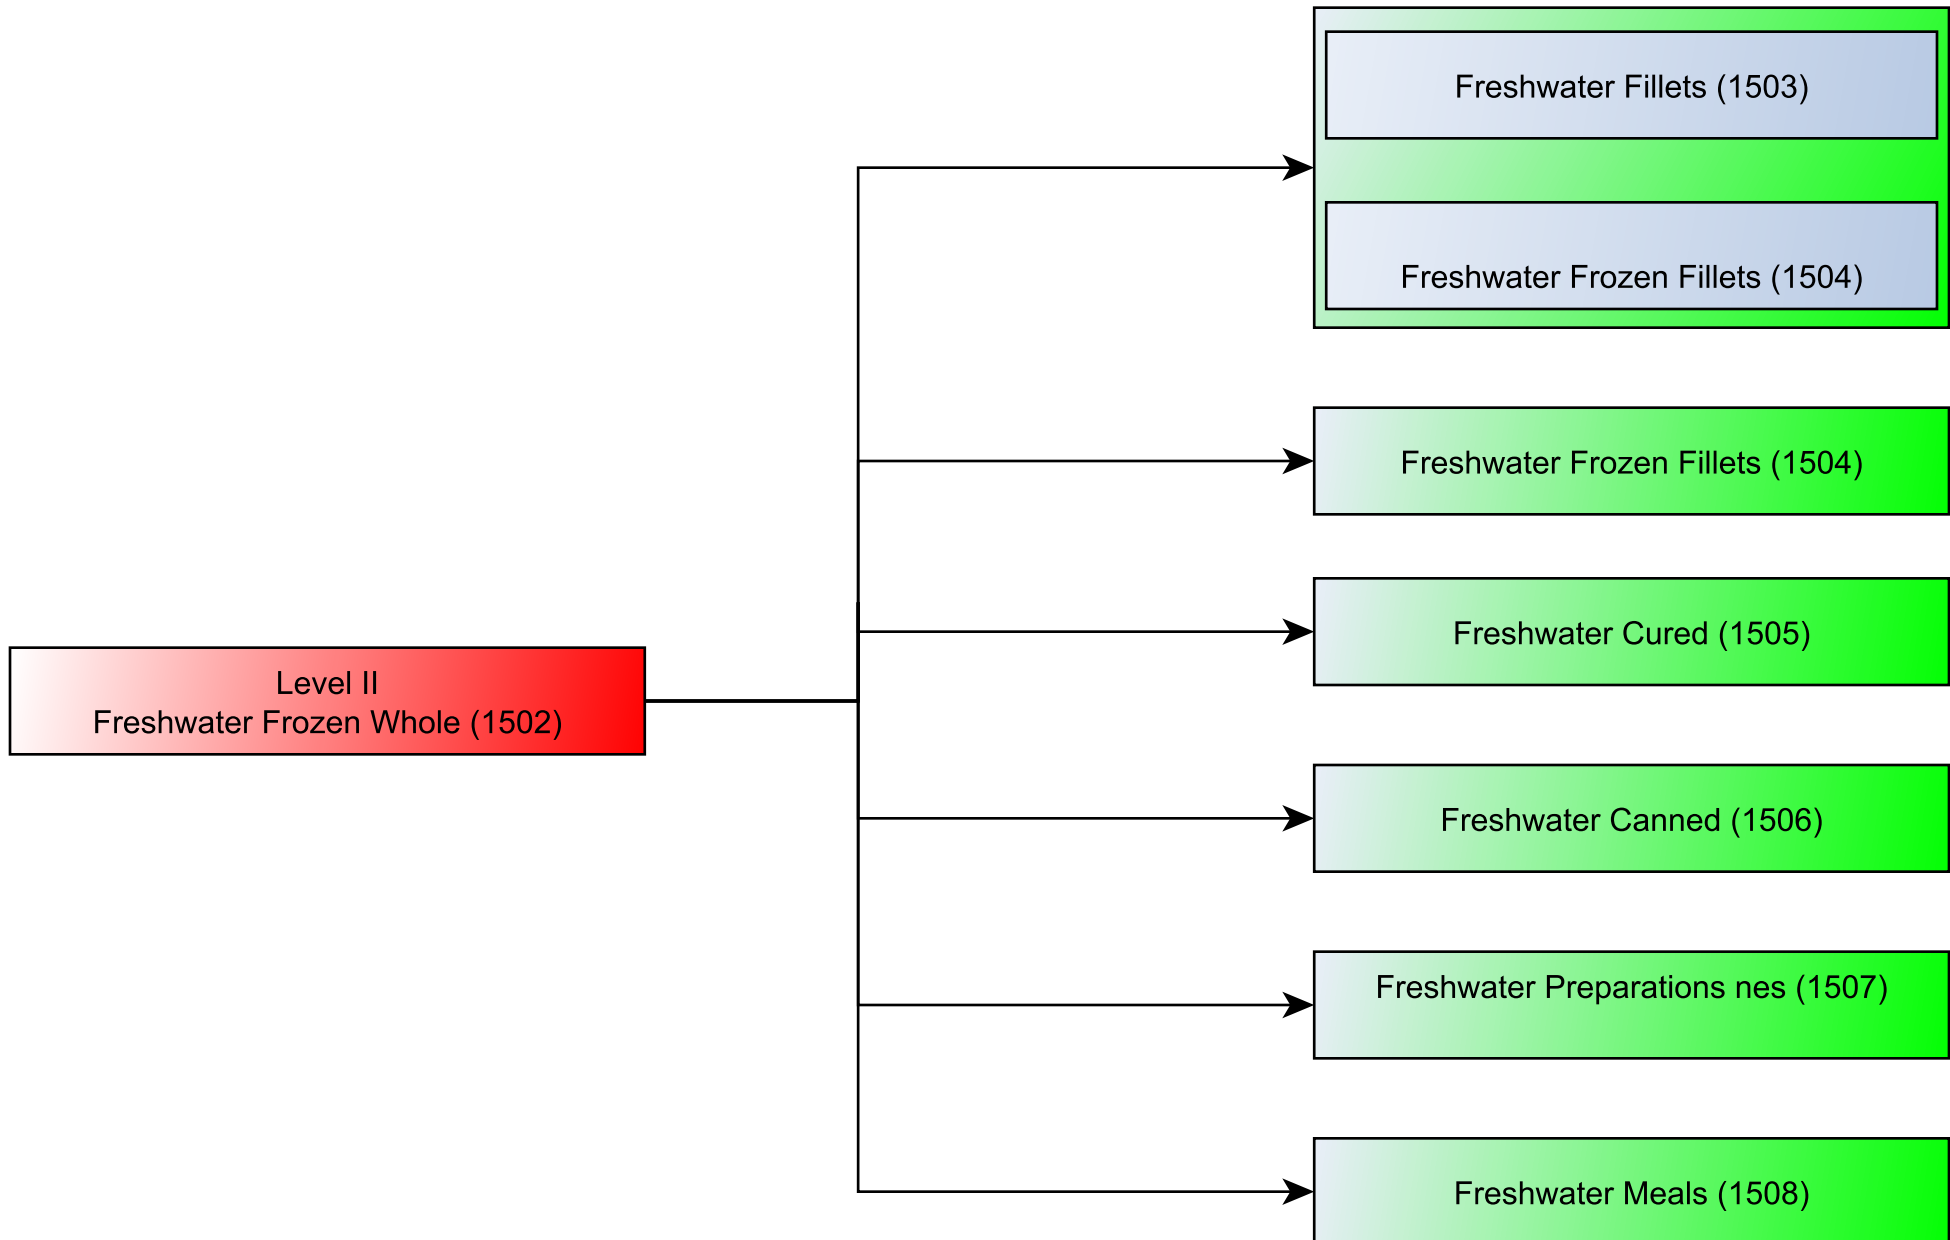 Freshwater Fillets (1503)
Freshwater Frozen Fillets (1504)
Freshwater Frozen Fillets (1504)
Freshwater Cured (1505)
Level II
Freshwater Frozen Whole (1502)
Freshwater Canned (1506)
Freshwater Preparations nes (1507)
Freshwater Meals (1508)